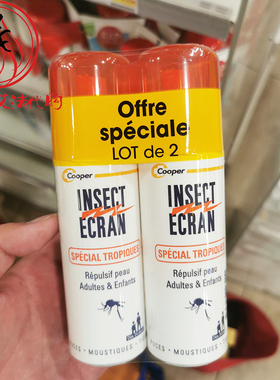 Offre
spéciale
LOT de 2
Cooper
INSECT
ECRAN
SPÉCIAL TROPIQUES
Répulsif peau
Adultes & Enfants
MOUSTIQUES
Cooper
INSECT
ECRAN
SPÉCIAL TROPIQUES
Répulsif peau
Adultes & Enfants
MOUSTIQUES